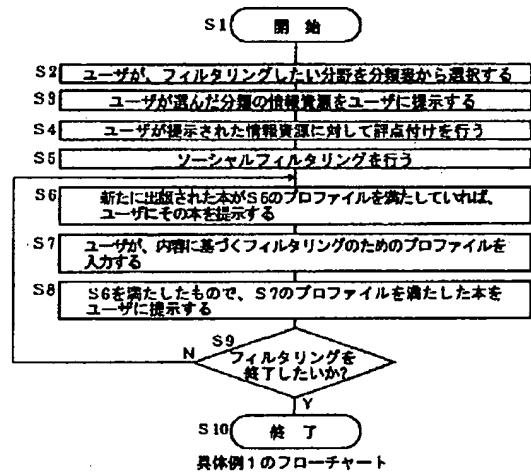 S1 開始
S2 ユーザが、フィルタリングしたい分野を分類表から選択する
S3 ユーザが選んだ分類の情報資源をユーザに提示する
S4 ユーザが提示された情報資源に対して評点付けを行う
S5 ソーシャルフィルタリングを行う
S6 新たに出版された本がS6のプロファイルを満たしていれば、
ユーザにその本を提示する
S7 ユーザが、内容に基づくフィルタリングのためのプロファイルを
入力する
S8 S6を満たしたもので、S7のプロファイルを満たした本を
ユーザに提示する
S9
N フィルタリングを
終了したいか?
Y
S10 終了
具体例1のフローチャート